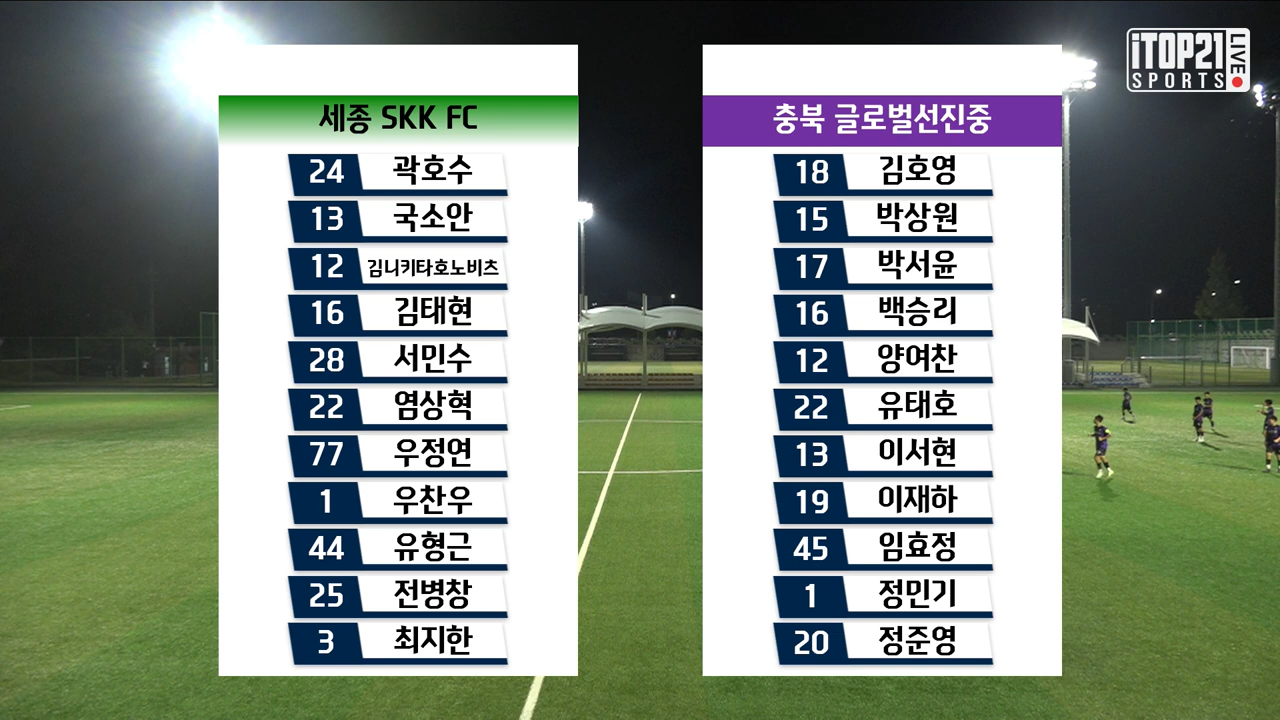 iTOP21
SPORTS
LIVE
세종 SKK FC
24 곽호수
13 국소안
12 김니키타호노비츠
16 김태현
28 서민수
22 염상혁
77 우정연
1 우찬우
44 유형근
25 전병창
3 최지한
충북 글로벌선진중
18 김호영
15 박상원
17 박서윤
16 백승리
12 양여찬
22 유태호
13 이서현
19 이재하
45 임효정
1 정민기
20 정준영